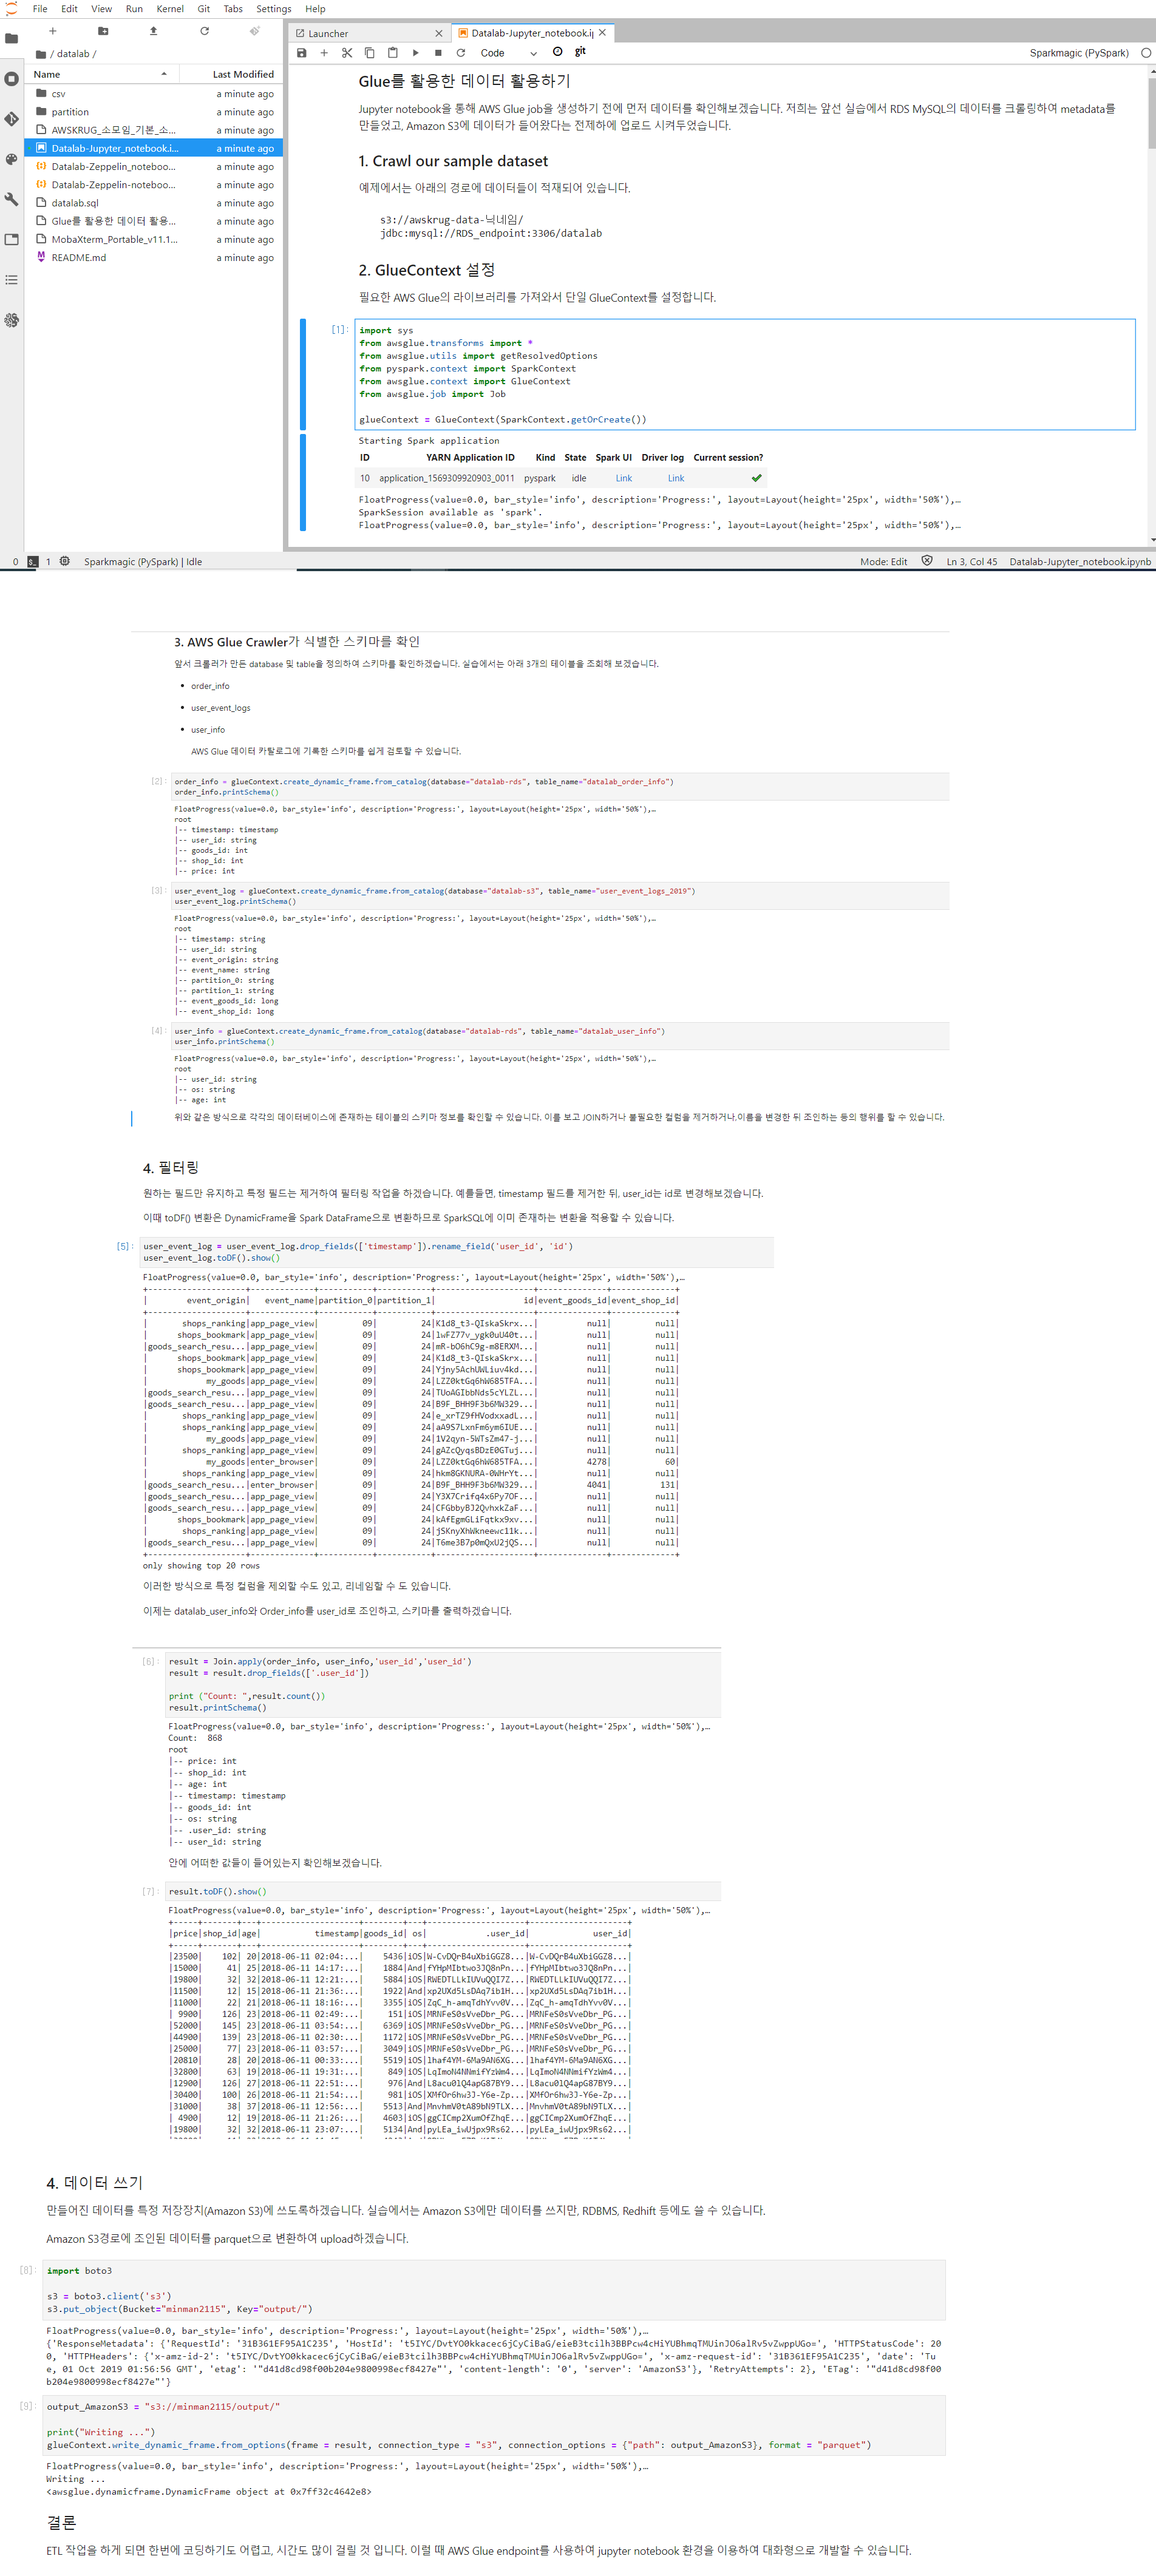 File Edit View Run Kernel Git Tabs Settings Help
Launcher
Datalab-Jupyter_notebook.ip
/ datalab /
Code
git
Sparkmagic (PySpark)
Name Last Modified
csv a minute ago
partition a minute ago
AWSKRUG_소모임_기본_소... a minute ago
Datalab-Jupyter_notebook.i... a minute ago
Datalab-Zeppelin_noteboo... a minute ago
Datalab-Zeppelin-noteboo... a minute ago
datalab.sql a minute ago
Glue를 활용한 데이터 활용... a minute ago
MobaXterm_Portable_v11.1... a minute ago
README.md a minute ago
Glue를 활용한 데이터 활용하기
Jupyter notebook을 통해 AWS Glue job을 생성하기 전에 먼저 데이터를 확인해보겠습니다. 저희는 앞선 실습에서 RDS MySQL의 데이터를 크롤링하여 metadata를
만들었고, Amazon S3에 데이터가 들어왔다는 전제하에 업로드 시켜두었습니다.
1. Crawl our sample dataset
예제에서는 아래의 경로에 데이터들이 적재되어 있습니다.
s3://awskrug-data-닉네임/
jdbc:mysql://RDS_endpoint:3306/datalab
2. GlueContext 설정
필요한 AWS Glue의 라이브러리를 가져와서 단일 GlueContext를 설정합니다.
[1]: import sys
from awsglue.transforms import *
from awsglue.utils import getResolvedOptions
from pyspark.context import SparkContext
from awsglue.context import GlueContext
from awsglue.job import Job
glueContext = GlueContext(SparkContext.getOrCreate())
Starting Spark application
ID YARN Application ID Kind State Spark UI Driver log Current session?
10 application_1569309920903_0011 pyspark idle Link Link ✔
FloatProgress(value=0.0, bar_style='info', description='Progress:', layout=Layout(height='25px', width='50%'),…
SparkSession available as 'spark'.
FloatProgress(value=0.0, bar_style='info', description='Progress:', layout=Layout(height='25px', width='50%'),…
0 1 Sparkmagic (PySpark) | Idle Mode: Edit Ln 3, Col 45 Datalab-Jupyter_notebook.ipynb
3. AWS Glue Crawler가 식별한 스키마를 확인
앞서 크롤러가 만든 database 및 table을 정의하여 스키마를 확인하겠습니다. 실습에서는 아래 3개의 테이블을 조회해 보겠습니다.
• order_info
• user_event_logs
• user_info
AWS Glue 데이터 카탈로그에 기록한 스키마를 쉽게 검토할 수 있습니다.
[2]: order_info = glueContext.create_dynamic_frame.from_catalog(database="datalab-rds", table_name="datalab_order_info")
order_info.printSchema()
FloatProgress(value=0.0, bar_style='info', description='Progress:', layout=Layout(height='25px', width='50%'),…
root
|-- timestamp: timestamp
|-- user_id: string
|-- goods_id: int
|-- shop_id: int
|-- price: int
[3]: user_event_log = glueContext.create_dynamic_frame.from_catalog(database="datalab-s3", table_name="user_event_logs_2019")
user_event_log.printSchema()
FloatProgress(value=0.0, bar_style='info', description='Progress:', layout=Layout(height='25px', width='50%'),…
root
|-- timestamp: string
|-- user_id: string
|-- event_origin: string
|-- event_name: string
|-- partition_0: string
|-- partition_1: string
|-- event_goods_id: long
|-- event_shop_id: long
[4]: user_info = glueContext.create_dynamic_frame.from_catalog(database="datalab-rds", table_name="datalab_user_info")
user_info.printSchema()
FloatProgress(value=0.0, bar_style='info', description='Progress:', layout=Layout(height='25px', width='50%'),…
root
|-- user_id: string
|-- os: string
|-- age: int
위와 같은 방식으로 각각의 데이터베이스에 존재하는 테이블의 스키마 정보를 확인할 수 있습니다. 이를 보고 JOIN하거나 불필요한 컬럼을 제거하거나,이름을 변경한 뒤 조인하는 등의 행위를 할 수 있습니다.
4. 필터링
원하는 필드만 유지하고 특정 필드는 제거하여 필터링 작업을 하겠습니다. 예를들면, timestamp 필드를 제거한 뒤, user_id는 id로 변경해보겠습니다.
이때 toDF() 변환은 DynamicFrame을 Spark DataFrame으로 변환하므로 SparkSQL에 이미 존재하는 변환을 적용할 수 있습니다.
[5]: user_event_log = user_event_log.drop_fields(['timestamp']).rename_field('user_id', 'id')
user_event_log.toDF().show()
FloatProgress(value=0.0, bar_style='info', description='Progress:', layout=Layout(height='25px', width='50%'),…
| event_origin| event_name|partition_0|partition_1| id|event_goods_id|event_shop_id|
| shops_ranking|app_page_view| 09| 24|K1d8_t3-QIskaSkrx...| null| null|
| shops_bookmark|app_page_view| 09| 24|lwFZ77v_ygk0uU40t...| null| null|
|goods_search_resu...|app_page_view| 09| 24|mR-bO6hC9g-m8ERXM...| null| null|
| shops_bookmark|app_page_view| 09| 24|K1d8_t3-QIskaSkrx...| null| null|
| shops_bookmark|app_page_view| 09| 24|Yjny5AchUWLiuv4kd...| null| null|
| my_goods|app_page_view| 09| 24|LZZ0ktGq6hW685TFA...| null| null|
|goods_search_resu...|app_page_view| 09| 24|TUoAGIbbNds5cYLZL...| null| null|
|goods_search_resu...|app_page_view| 09| 24|B9F_BHH9F3b6MW329...| null| null|
| shops_ranking|app_page_view| 09| 24|e_xrTZ9fHVodxxadL...| null| null|
| shops_ranking|app_page_view| 09| 24|aA9S7LxnFm6ym6IUE...| null| null|
| my_goods|app_page_view| 09| 24|1V2qyn-5WTsZm47-j...| null| null|
| shops_ranking|app_page_view| 09| 24|gAZcQyqsBDzE0GTuj...| null| null|
| my_goods|enter_browser| 09| 24|LZZ0ktGq6hW685TFA...| 4278| 60|
| shops_ranking|app_page_view| 09| 24|hkm8GKNURA-0WHrYt...| null| null|
|goods_search_resu...|enter_browser| 09| 24|B9F_BHH9F3b6MW329...| 4041| 131|
|goods_search_resu...|app_page_view| 09| 24|Y3X7Crifq4x6Py7OF...| null| null|
|goods_search_resu...|app_page_view| 09| 24|CFGbbyBJ2QvhxkZaF...| null| null|
| shops_bookmark|app_page_view| 09| 24|kAfEgmGLiFqtkx9xv...| null| null|
| shops_ranking|app_page_view| 09| 24|jSKnyXhWkneewc11k...| null| null|
|goods_search_resu...|app_page_view| 09| 24|T6me3B7p0mQxU2jQS...| null| null|
only showing top 20 rows
이러한 방식으로 특정 컬럼을 제외할 수도 있고, 리네임할 수 도 있습니다.
이제는 datalab_user_info와 Order_info를 user_id로 조인하고, 스키마를 출력하겠습니다.
[6]: result = Join.apply(order_info, user_info,'user_id','user_id')
result = result.drop_fields(['.user_id'])
print ("Count: ",result.count())
result.printSchema()
FloatProgress(value=0.0, bar_style='info', description='Progress:', layout=Layout(height='25px', width='50%'),…
Count:  868
root
|-- price: int
|-- shop_id: int
|-- age: int
|-- timestamp: timestamp
|-- goods_id: int
|-- os: string
|-- .user_id: string
|-- user_id: string
안에 어떠한 값들이 들어있는지 확인해보겠습니다.
[7]: result.toDF().show()
FloatProgress(value=0.0, bar_style='info', description='Progress:', layout=Layout(height='25px', width='50%'),…
|price|shop_id|age| timestamp|goods_id| os| .user_id| user_id|
|23500| 102| 20|2018-06-11 02:04:...| 5436|iOS|W-CvDQrB4uXbiGGZ8...|W-CvDQrB4uXbiGGZ8...|
|15000| 41| 25|2018-06-11 14:17:...| 1884|And|fYHpMIbtwo3JQ8nPn...|fYHpMIbtwo3JQ8nPn...|
|19800| 32| 32|2018-06-11 12:21:...| 5884|iOS|RWEDTLLkIUVuQQI7Z...|RWEDTLLkIUVuQQI7Z...|
|11500| 12| 15|2018-06-11 21:36:...| 1922|And|xp2UXd5LsDAq7ib1H...|xp2UXd5LsDAq7ib1H...|
|11000| 22| 21|2018-06-11 18:16:...| 3355|iOS|ZqC_h-amqTdhYvv0V...|ZqC_h-amqTdhYvv0V...|
| 9900| 126| 23|2018-06-11 02:49:...| 151|iOS|MRNFeS0sVveDbr_PG...|MRNFeS0sVveDbr_PG...|
|52000| 145| 23|2018-06-11 03:54:...| 6369|iOS|MRNFeS0sVveDbr_PG...|MRNFeS0sVveDbr_PG...|
|44900| 139| 23|2018-06-11 02:30:...| 1172|iOS|MRNFeS0sVveDbr_PG...|MRNFeS0sVveDbr_PG...|
|25000| 77| 23|2018-06-11 03:57:...| 3049|iOS|MRNFeS0sVveDbr_PG...|MRNFeS0sVveDbr_PG...|
|20810| 28| 20|2018-06-11 00:33:...| 5519|iOS|lhaf4YM-6Ma9AN6XG...|lhaf4YM-6Ma9AN6XG...|
|32800| 63| 19|2018-06-11 19:31:...| 849|iOS|LqImoN4NNmifYzWm4...|LqImoN4NNmifYzWm4...|
|12900| 126| 27|2018-06-11 22:51:...| 976|And|L8acu0lQ4apG87BY9...|L8acu0lQ4apG87BY9...|
|30400| 100| 26|2018-06-11 21:54:...| 981|iOS|XMfOr6hw3J-Y6e-Zp...|XMfOr6hw3J-Y6e-Zp...|
|31000| 38| 37|2018-06-11 12:56:...| 5513|And|MnvhmV0tA89bN9TLX...|MnvhmV0tA89bN9TLX...|
| 4900| 12| 19|2018-06-11 21:26:...| 4603|iOS|ggCICmp2XumOfZhqE...|ggCICmp2XumOfZhqE...|
|19800| 32| 32|2018-06-11 23:07:...| 5134|And|pyLEa_iwUjpx9Rs62...|pyLEa_iwUjpx9Rs62...|
4. 데이터 쓰기
만들어진 데이터를 특정 저장장치(Amazon S3)에 쓰도록하겠습니다. 실습에서는 Amazon S3에만 데이터를 쓰지만, RDBMS, Redhift 등에도 쓸 수 있습니다.
Amazon S3경로에 조인된 데이터를 parquet으로 변환하여 upload하겠습니다.
[8]: import boto3
s3 = boto3.client('s3')
s3.put_object(Bucket="minman2115", Key="output/")
FloatProgress(value=0.0, bar_style='info', description='Progress:', layout=Layout(height='25px', width='50%'),…
{'ResponseMetadata': {'RequestId': '31B361EF95A1C235', 'HostId': 't5IYC/DvtYO0kkacec6jCyCiBaG/eieB3tcilh3BBPcw4cHiYUBhmqTMUinJO6alRv5vZwppUGo=', 'HTTPStatusCode': 20
0, 'HTTPHeaders': {'x-amz-id-2': 't5IYC/DvtYO0kkacec6jCyCiBaG/eieB3tcilh3BBPcw4cHiYUBhmqTMUinJO6alRv5vZwppUGo=', 'x-amz-request-id': '31B361EF95A1C235', 'date': 'Tu
e, 01 Oct 2019 01:56:56 GMT', 'etag': '"d41d8cd98f00b204e9800998ecf8427e"', 'content-length': '0', 'server': 'AmazonS3'}, 'RetryAttempts': 2}, 'ETag': '"d41d8cd98f00
b204e9800998ecf8427e"'}
[9]: output_AmazonS3 = "s3://minman2115/output/"
print("Writing ...")
glueContext.write_dynamic_frame.from_options(frame = result, connection_type = "s3", connection_options = {"path": output_AmazonS3}, format = "parquet")
FloatProgress(value=0.0, bar_style='info', description='Progress:', layout=Layout(height='25px', width='50%'),…
Writing ...
<awsglue.dynamicframe.DynamicFrame object at 0x7ff32c4642e8>
결론
ETL 작업을 하게 되면 한번에 코딩하기도 어렵고, 시간도 많이 걸릴 것 입니다. 이럴 때 AWS Glue endpoint를 사용하여 jupyter notebook 환경을 이용하여 대화형으로 개발할 수 있습니다.